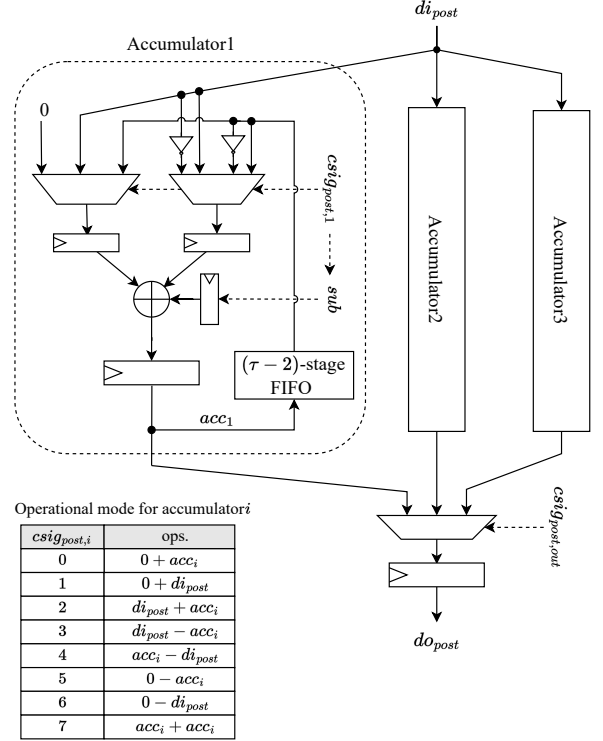 di_post
Accumulator1
0
csig_post,1
sub
Accumulator2
Accumulator3
(τ − 2)-stage
FIFO
acc_1
csig_post,out
do_post
Operational mode for accumulatori
csig_post,i ops.
0 0 + acc_i
1 0 + di_post
2 di_post + acc_i
3 di_post − acc_i
4 acc_i − di_post
5 0 − acc_i
6 0 − di_post
7 acc_i + acc_i